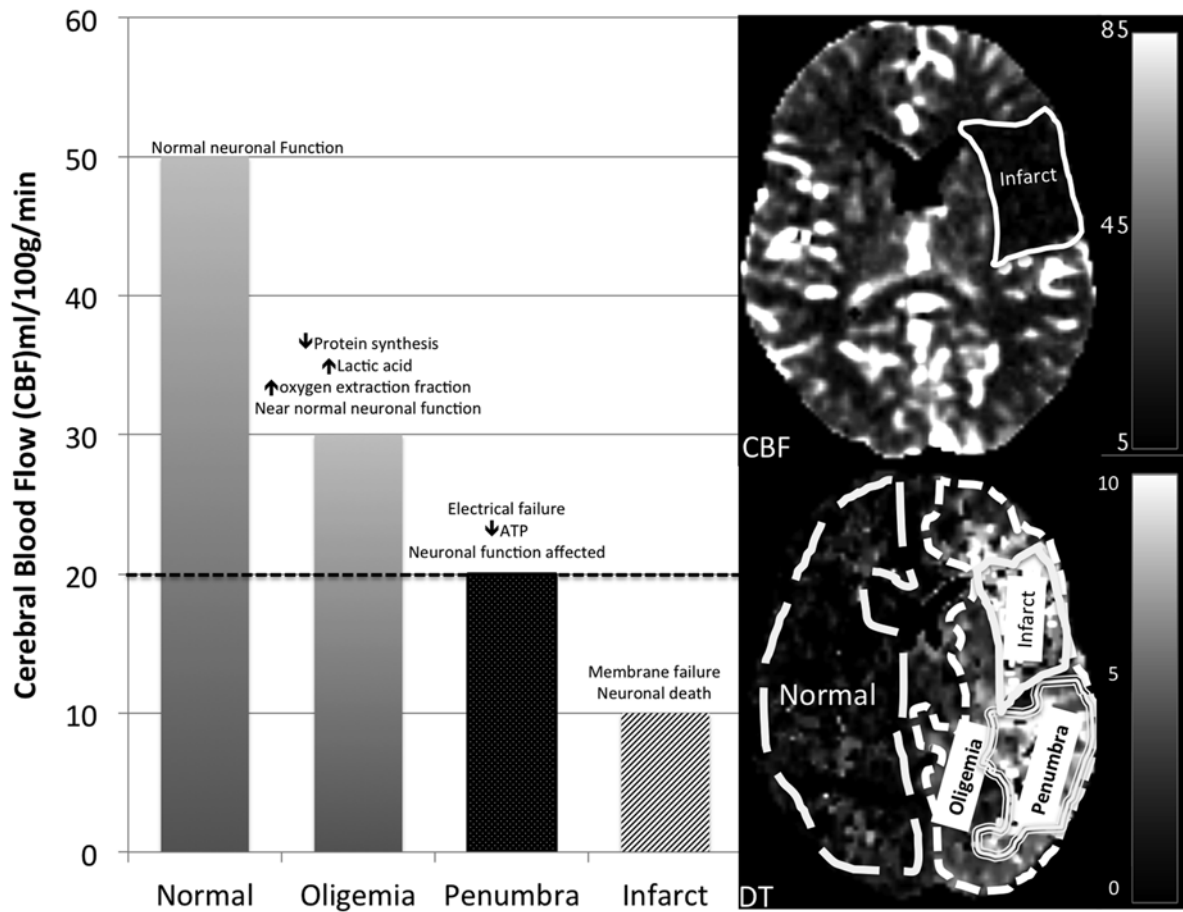 Cerebral Blood Flow (CBF)ml/100g/min
60
50
40
30
20
10
0
Normal neuronal Function
↓Protein synthesis
↑Lactic acid
↑oxygen extraction fraction
Near normal neuronal function
Electrical failure
↓ATP
Neuronal function affected
Membrane failure
Neuronal death
Normal
Oligemia
Penumbra
Infarct
Infarct
CBF
85
45
5
Normal
Infarct
Oligemia
Penumbra
DT
10
5
0